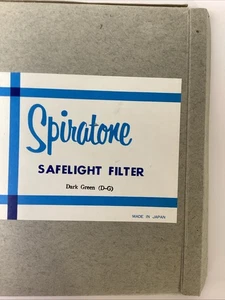 Spiratone
SAFELIGHT FILTER
Dark Green (D-G)
MADE IN JAPAN